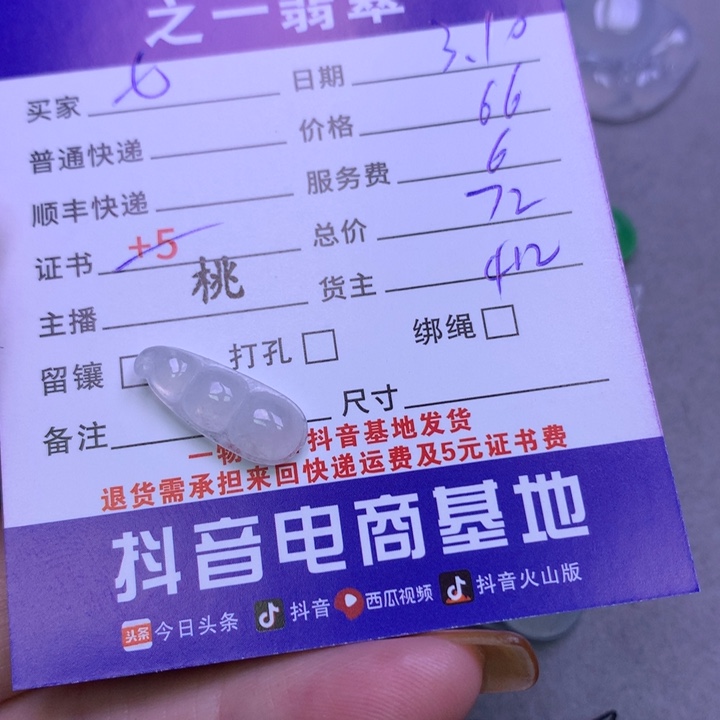 之一翡翠
买家 日期 3.10
普通快递 价格 66
顺丰快递 服务费 6
证书 +5 总价 72
主播 桃 货主 412
留镶 打孔 绑绳
备注 尺寸
一物 抖音基地发货
退货需承担来回快递运费及5元证书费
抖音电商基地
头条 今日头条 抖音 西瓜视频 抖音火山版